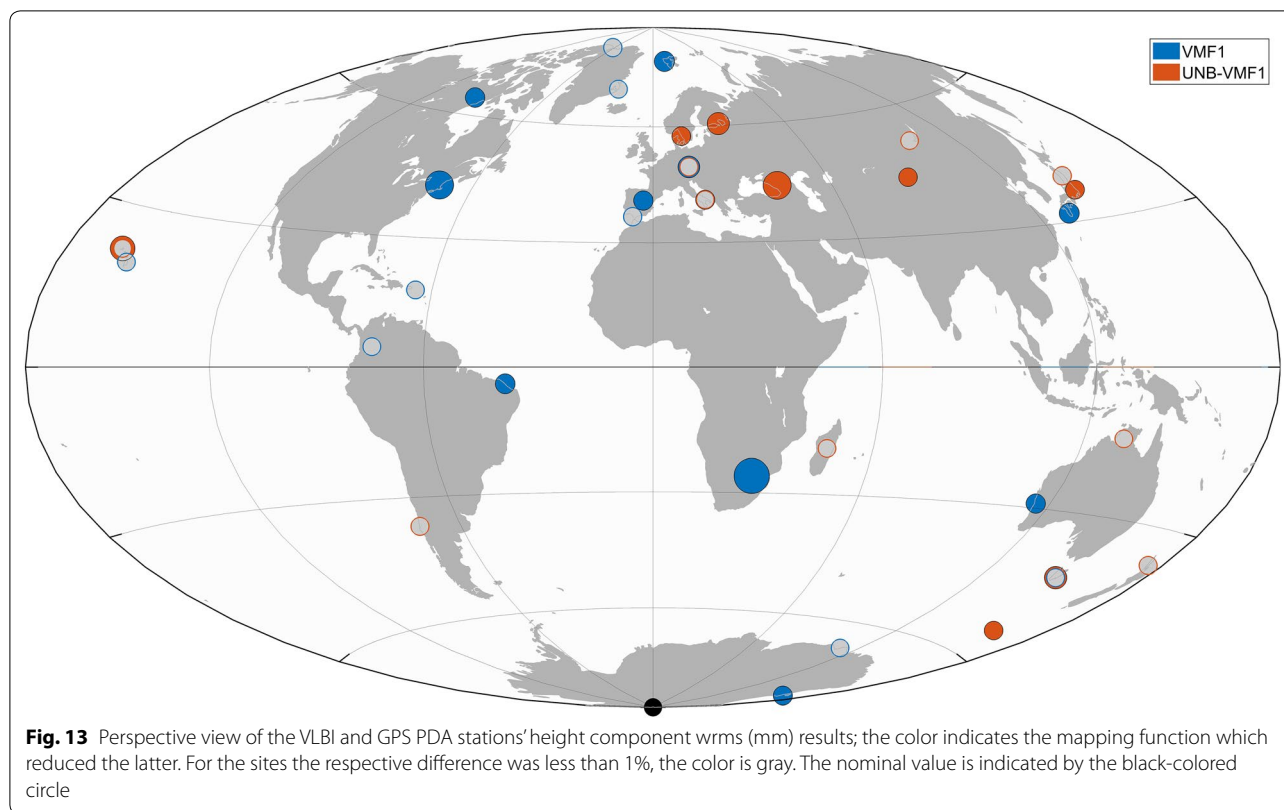 VMF1
UNB-VMF1
Fig. 13 Perspective view of the VLBI and GPS PDA stations’ height component wrms (mm) results; the color indicates the mapping function which
reduced the latter. For the sites the respective difference was less than 1%, the color is gray. The nominal value is indicated by the black-colored
circle